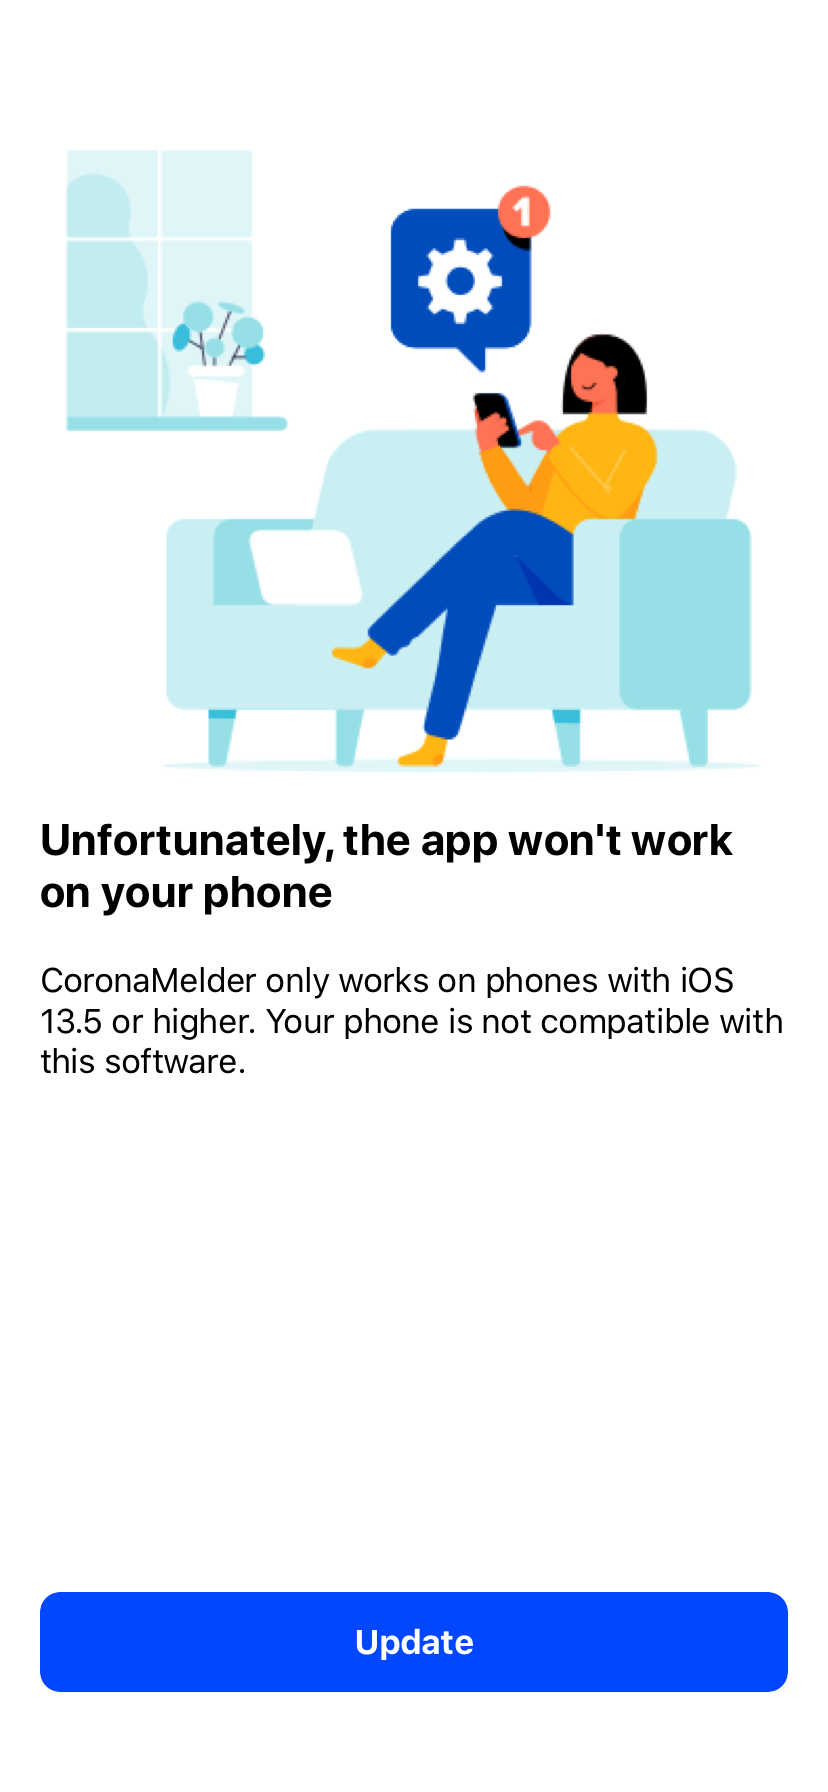 1
Unfortunately, the app won't work
on your phone
CoronaMelder only works on phones with iOS
13.5 or higher. Your phone is not compatible with
this software.
Update